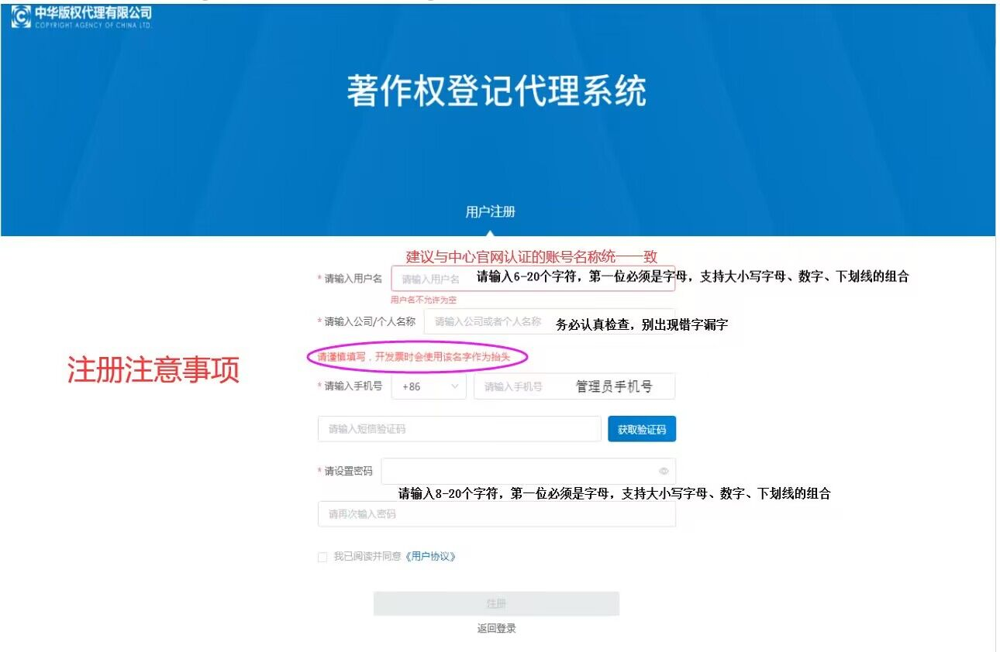 中华版权代理有限公司
COPYRIGHT AGENCY OF CHINA LTD.
著作权登记代理系统
用户注册
建议与中心官网认证的账号名称统一一致
* 请输入用户名 请输入用户名 请输入6-20个字符，第一位必须是字母，支持大小写字母、数字、下划线的组合
用户名不允许为空
* 请输入公司/个人名称 请输入公司或者个人名称 务必认真检查，别出现错字漏字
请谨慎填写，开发票时会使用该名字作为抬头
注册注意事项
* 请输入手机号 +86 请输入手机号 管理员手机号
请输入短信验证码 获取验证码
* 请设置密码
请输入8-20个字符，第一位必须是字母，支持大小写字母、数字、下划线的组合
请再次输入密码
我已阅读并同意《用户协议》
注册
返回登录